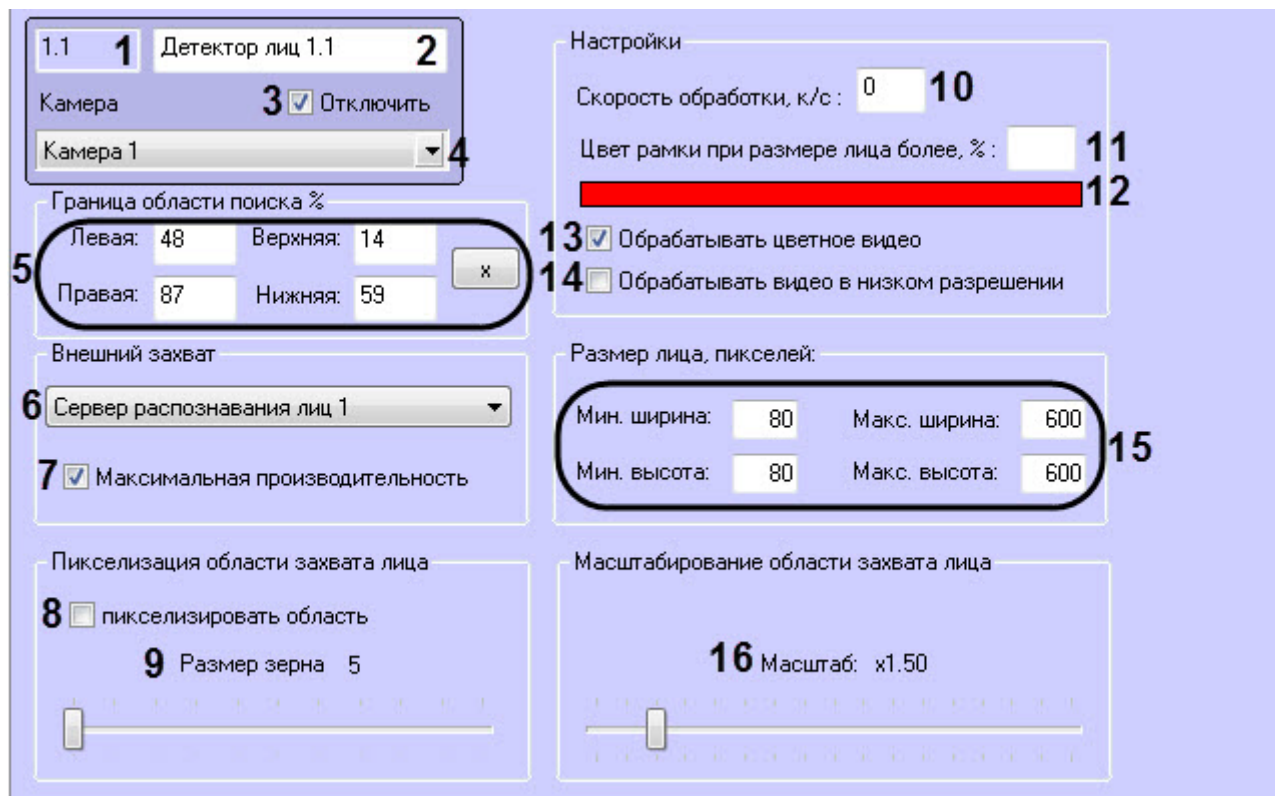 1.1 1 Детектор лиц 1.1 2
Камера 3 Отключить
Камера 1 4
Граница области поиска %
5 Левая: 48 Верхняя: 14
Правая: 87 Нижняя: 59 x
Внешний захват
6 Сервер распознавания лиц 1
7 Максимальная производительность
Пикселизация области захвата лица
8 пикселизировать область
9 Размер зерна 5
Настройки
Скорость обработки, к/с : 0 10
Цвет рамки при размере лица более, % : 11
12
13 Обрабатывать цветное видео
14 Обрабатывать видео в низком разрешении
Размер лица, пикселей:
Мин. ширина: 80 Макс. ширина: 600
15
Мин. высота: 80 Макс. высота: 600
Масштабирование области захвата лица
16 Масштаб: x1.50